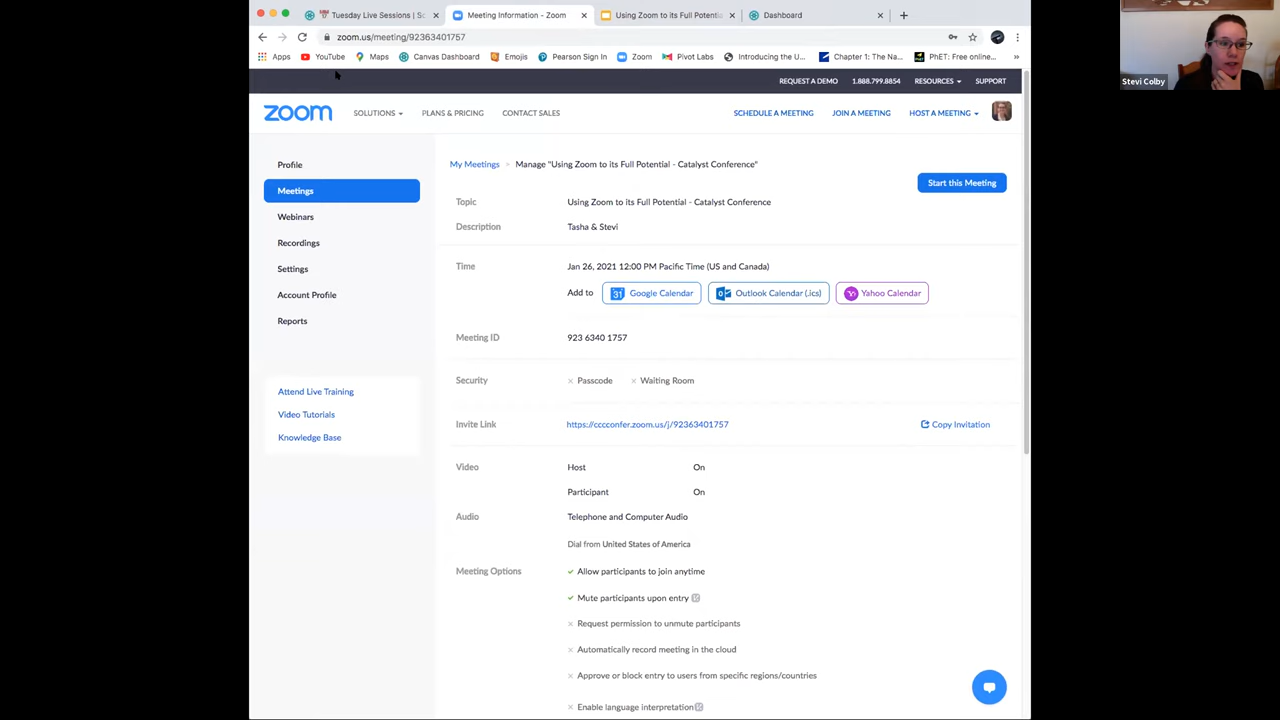 Tuesday Live Sessions | Sc
Meeting Information - Zoom
Using Zoom to its Full Potentia
Dashboard
zoom.us/meeting/92363401757
Apps
YouTube
Maps
Canvas Dashboard
Emojis
Pearson Sign In
Zoom
Pivot Labs
Introducing the U...
Chapter 1: The Na...
PhET: Free online...
»
Stevi Colby
REQUEST A DEMO
1.888.799.8854
RESOURCES
SUPPORT
zoom
SOLUTIONS
PLANS & PRICING
CONTACT SALES
SCHEDULE A MEETING
JOIN A MEETING
HOST A MEETING
Profile
Meetings
Webinars
Recordings
Settings
Account Profile
Reports
Attend Live Training
Video Tutorials
Knowledge Base
My Meetings > Manage "Using Zoom to its Full Potential - Catalyst Conference"
Start this Meeting
Topic Using Zoom to its Full Potential - Catalyst Conference
Description Tasha & Stevi
Time Jan 26, 2021 12:00 PM Pacific Time (US and Canada)
Add to 31 Google Calendar Outlook Calendar (.ics) Yahoo Calendar
Meeting ID 923 6340 1757
Security × Passcode × Waiting Room
Invite Link https://cccconfer.zoom.us/j/92363401757 Copy Invitation
Video Host On
Participant On
Audio Telephone and Computer Audio
Dial from United States of America
Meeting Options ✓ Allow participants to join anytime
✓ Mute participants upon entry
× Request permission to unmute participants
× Automatically record meeting in the cloud
× Approve or block entry to users from specific regions/countries
× Enable language interpretation